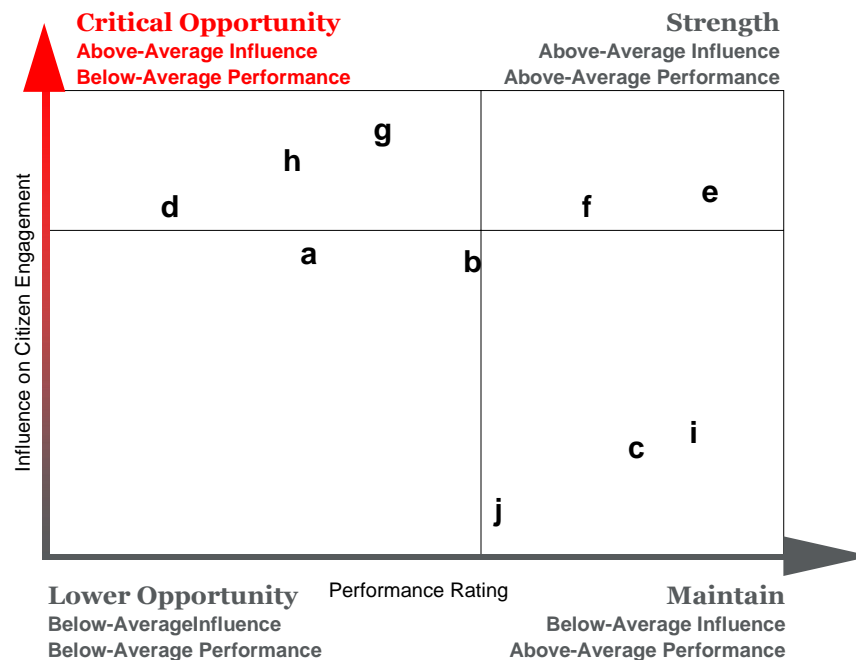 Critical Opportunity
Above-Average Influence
Below-Average Performance
Strength
Above-Average Influence
Above-Average Performance
Influence on Citizen Engagement
g
h
d
f
e
a
b
i
c
j
Performance Rating
Lower Opportunity
Below-AverageInfluence
Below-Average Performance
Maintain
Below-Average Influence
Above-Average Performance